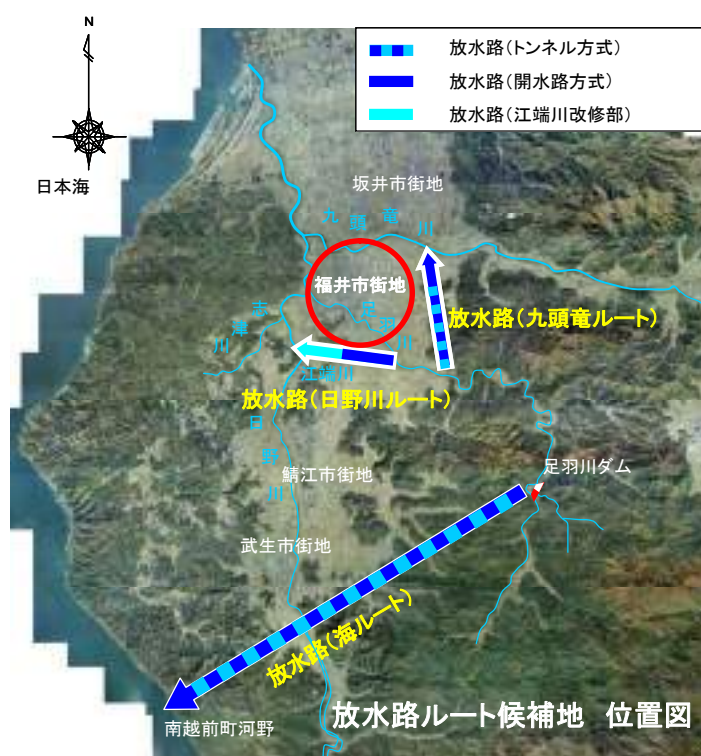 N
放水路(トンネル方式)
放水路(開水路方式)
放水路(江端川改修部)
日本海
坂井市街地
九頭竜川
福井市街地
足羽川
志津川
放水路(九頭竜ルート)
江端川
放水路(日野川ルート)
日野川
鯖江市街地
足羽川ダム
武生市街地
放水路(海ルート)
南越前町河野
放水路ルート候補地 位置図